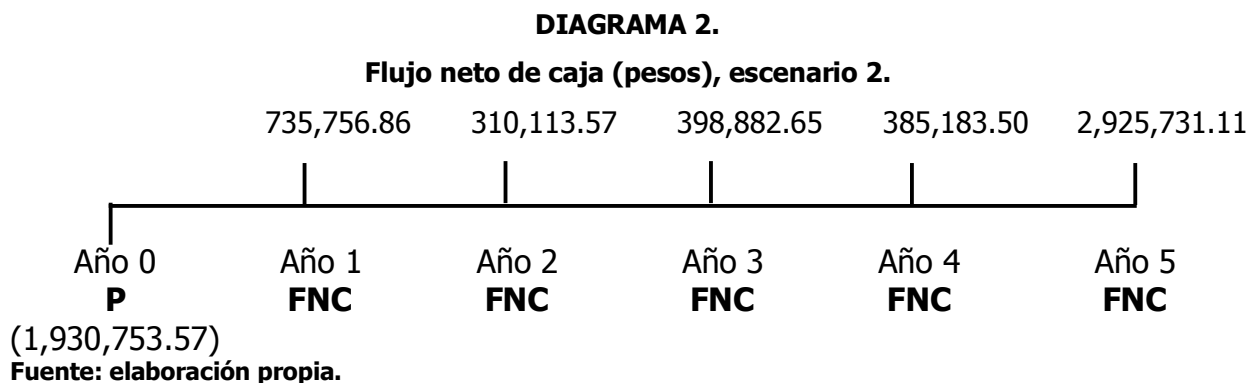 DIAGRAMA 2.
Flujo neto de caja (pesos), escenario 2.
735,756.86 310,113.57 398,882.65 385,183.50 2,925,731.11
Año 0 Año 1 Año 2 Año 3 Año 4 Año 5
P FNC FNC FNC FNC FNC
(1,930,753.57)
Fuente: elaboración propia.